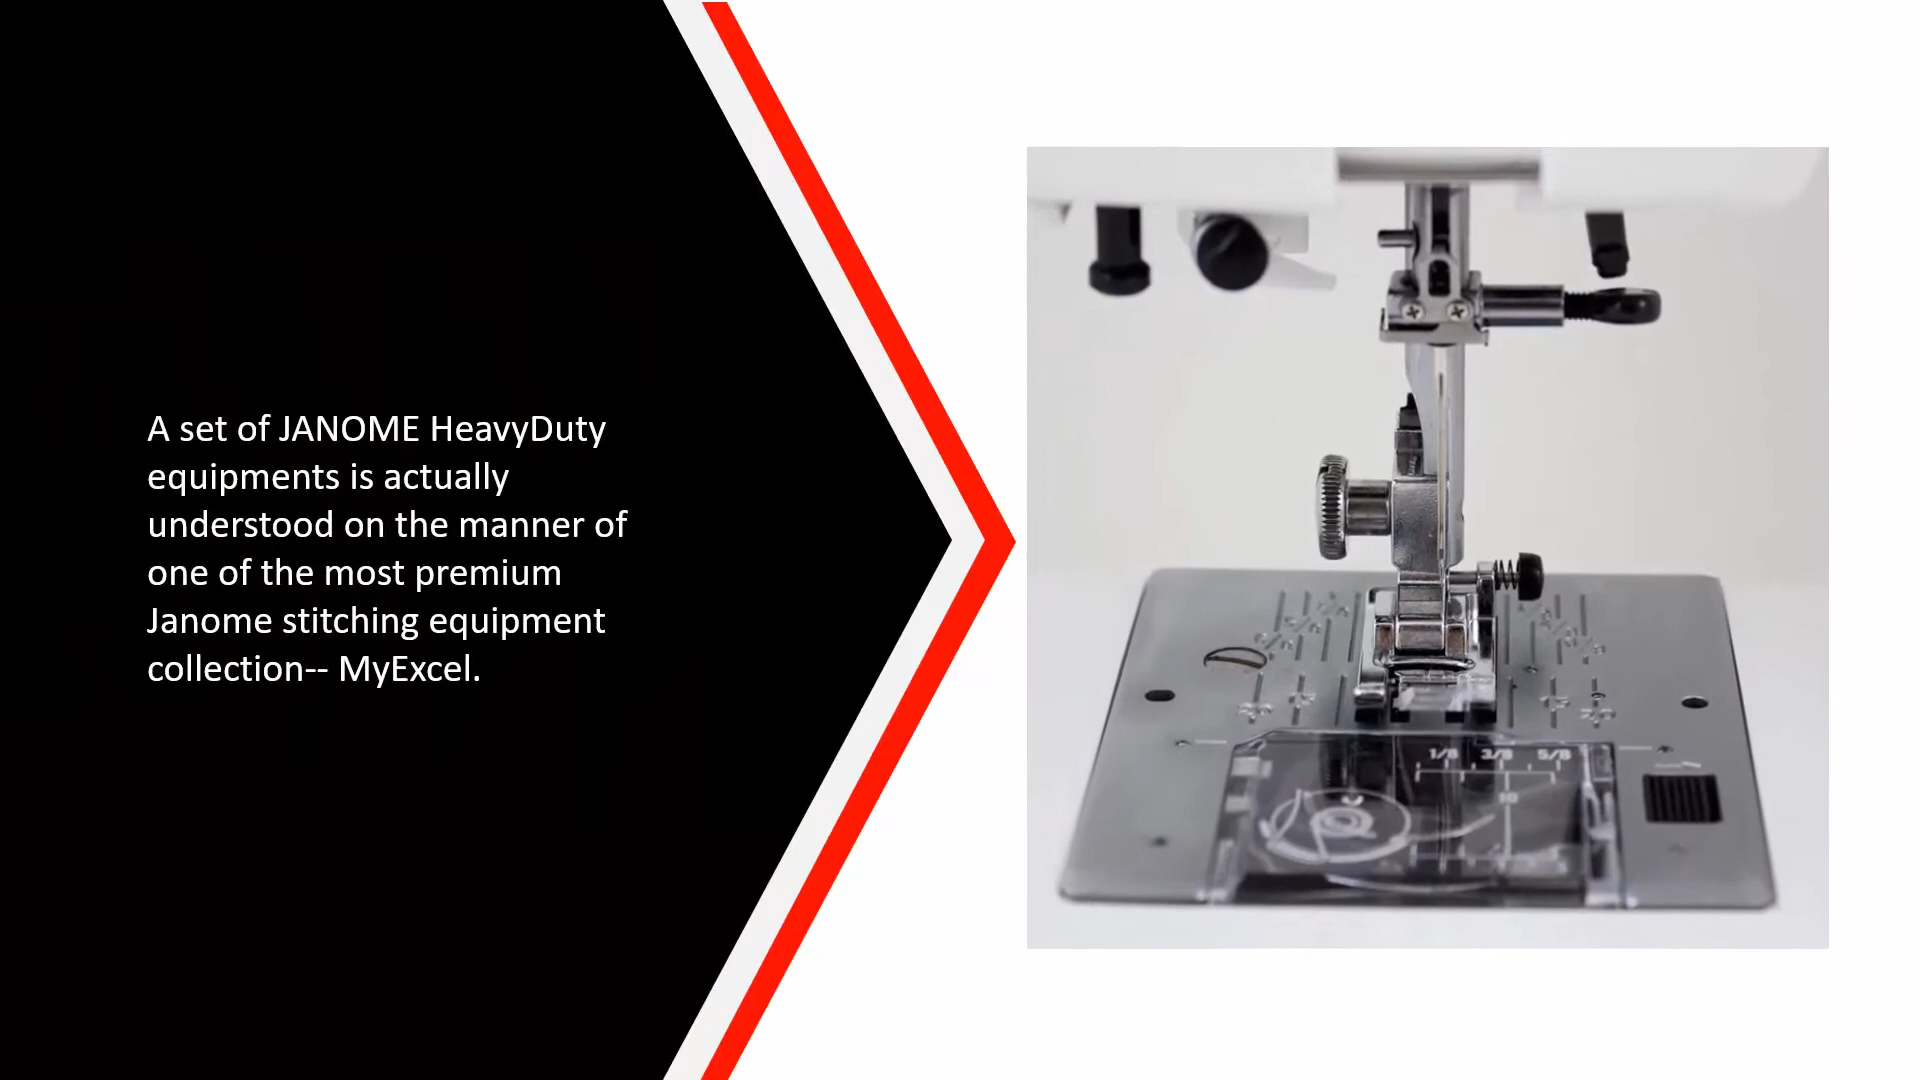 A set of JANOME HeavyDuty
equipments is actually
understood on the manner of
one of the most premium
Janome stitching equipment
collection-- MyExcel.
1/8 3/8 5/8